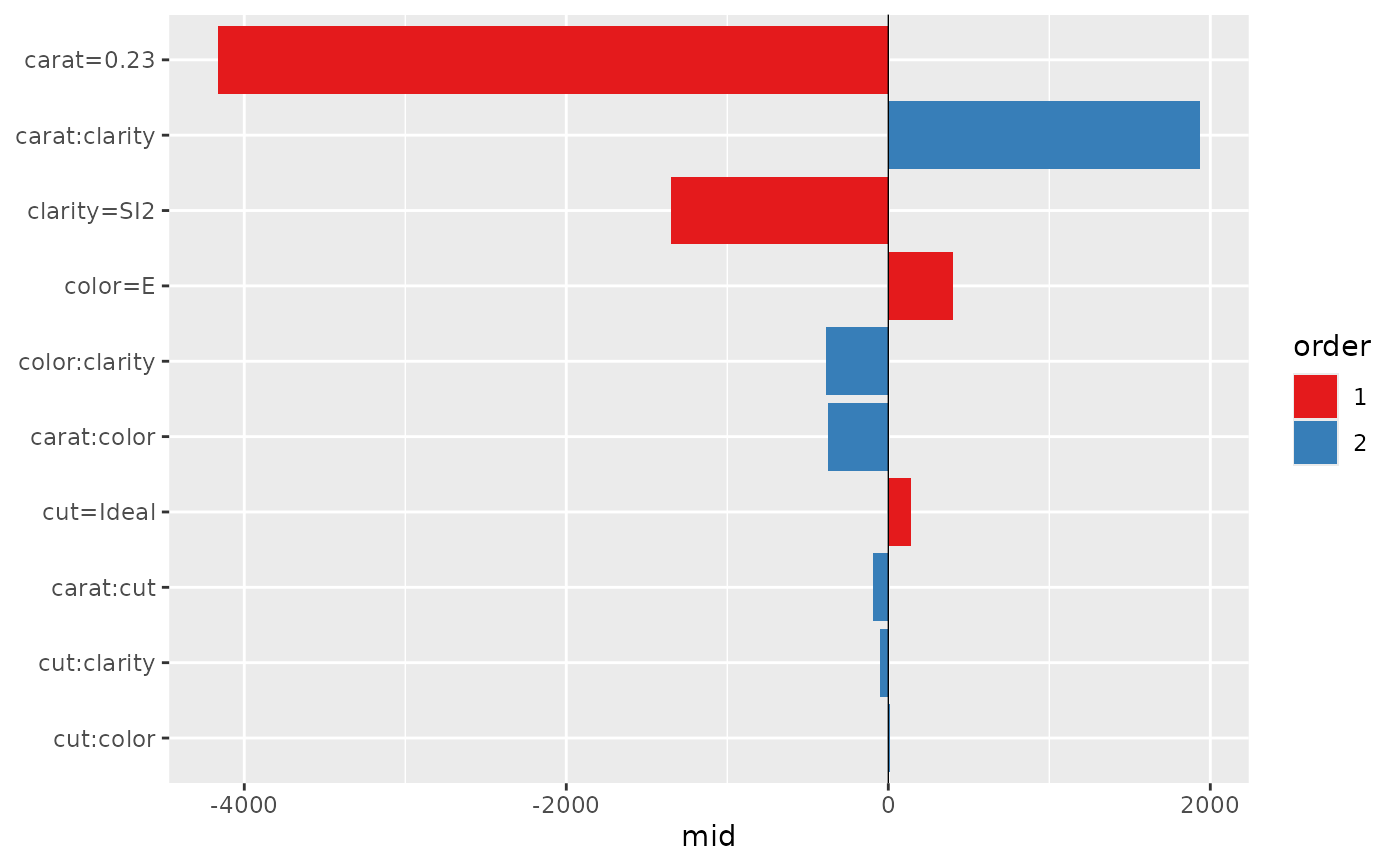 carat=0.23
carat:clarity
clarity=SI2
color=E
color:clarity
carat:color
cut=Ideal
carat:cut
cut:clarity
cut:color
-4000 -2000 0 2000
mid
order
1
2